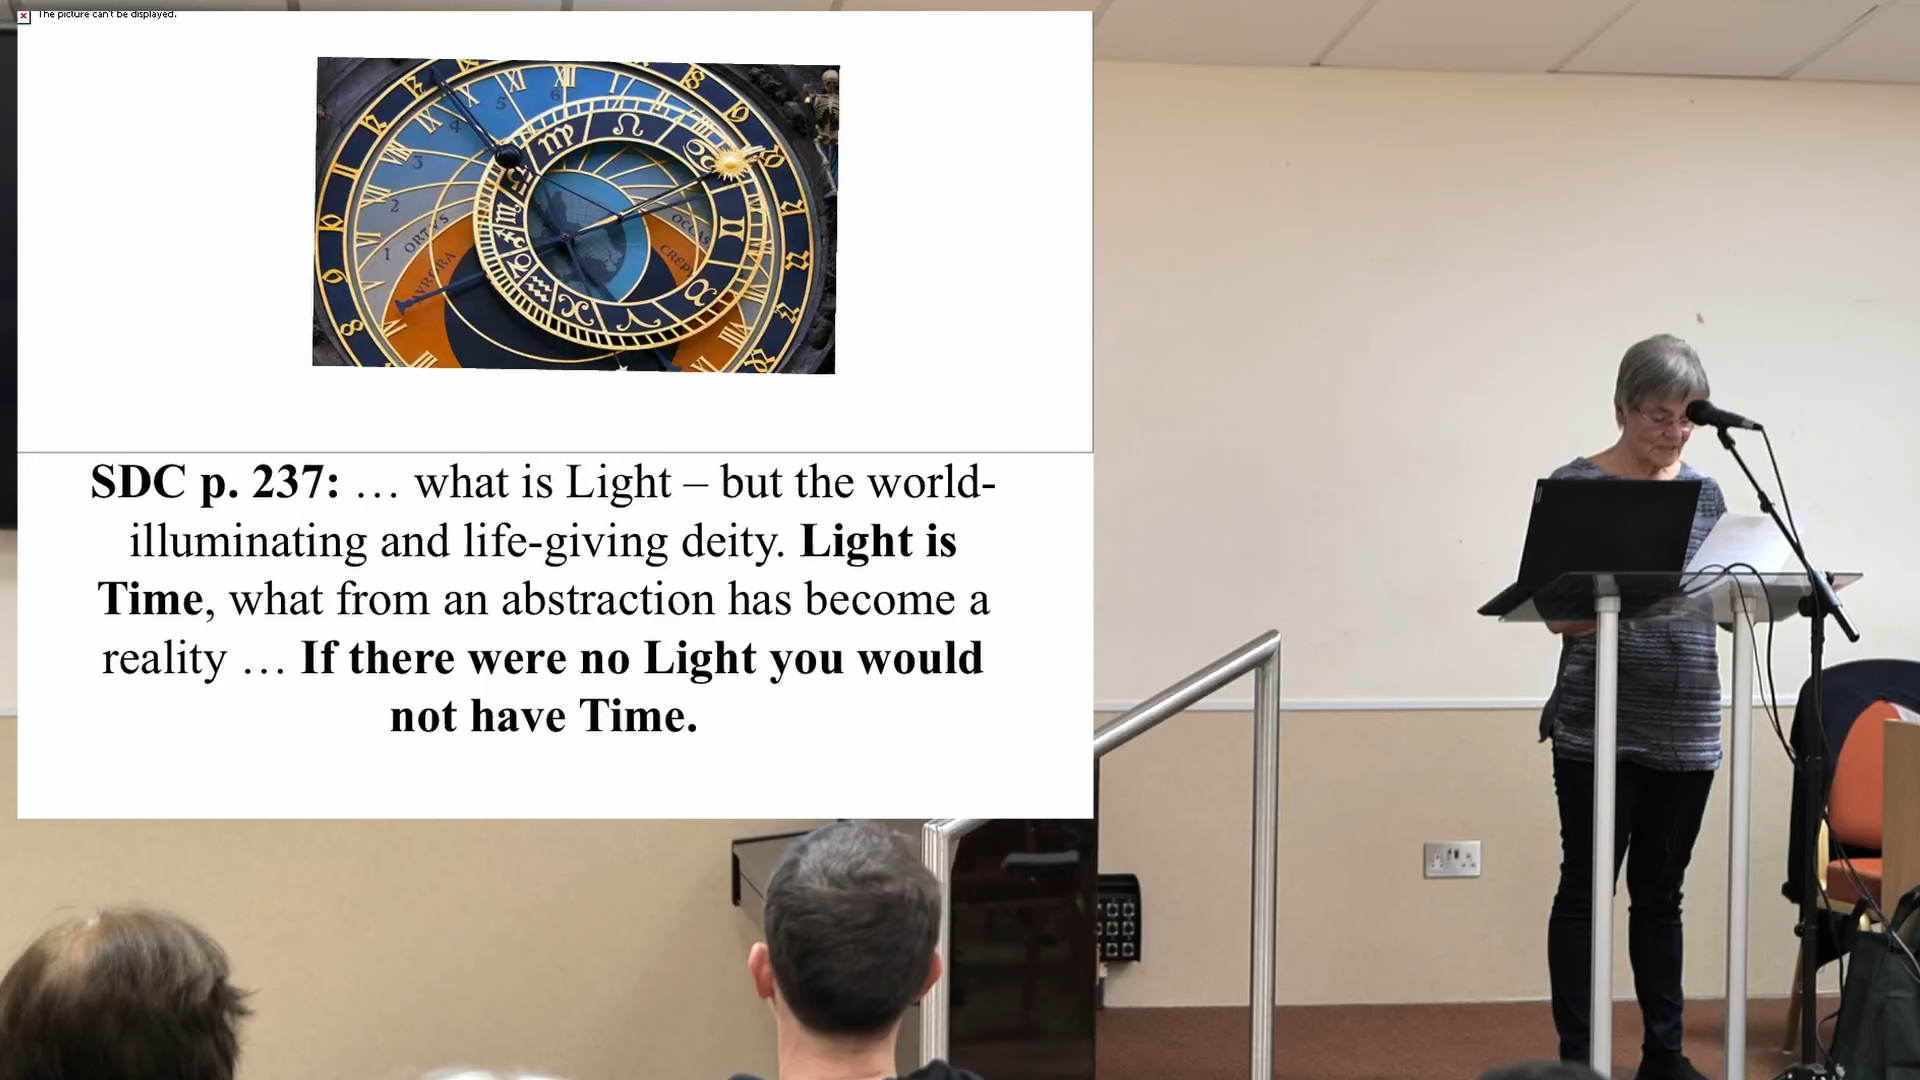 The picture can't be displayed.
SDC p. 237: … what is Light – but the world-
illuminating and life-giving deity. Light is
Time, what from an abstraction has become a
reality … If there were no Light you would
not have Time.